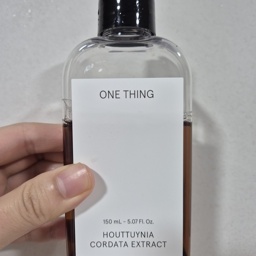 ONE THING
150 mL - 5.07 Fl. Oz.
HOUTTUYNIA
CORDATA EXTRACT